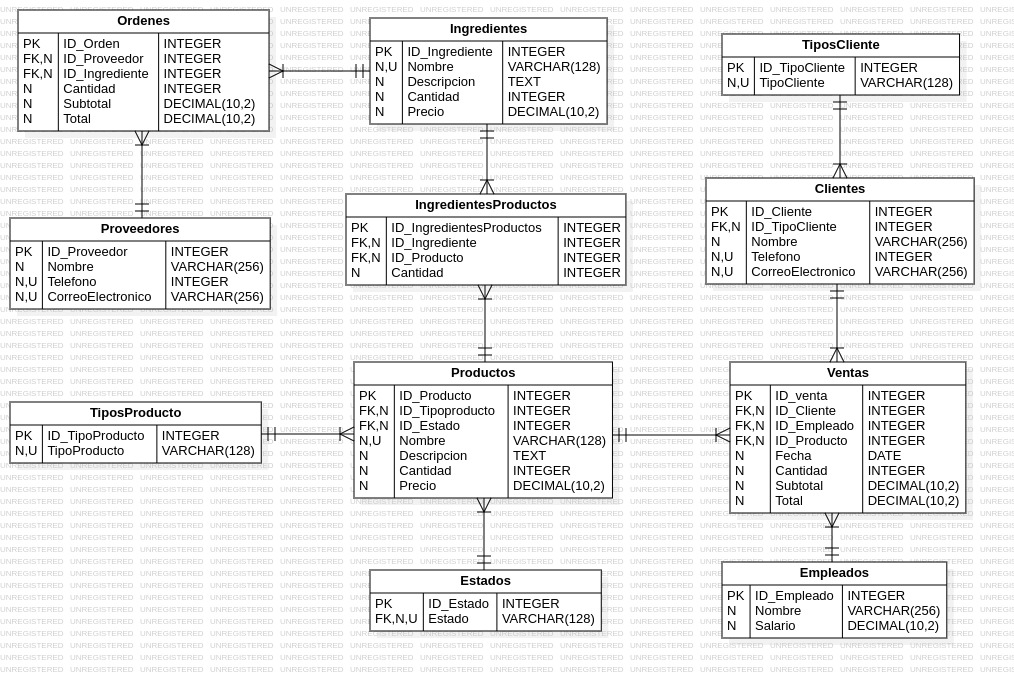 Ordenes
PK ID_Orden INTEGER
FK,N ID_Proveedor INTEGER
FK,N ID_Ingrediente INTEGER
N Cantidad INTEGER
N Subtotal DECIMAL(10,2)
N Total DECIMAL(10,2)
Ingredientes
PK ID_Ingrediente INTEGER
N,U Nombre VARCHAR(128)
N Descripcion TEXT
N Cantidad INTEGER
N Precio DECIMAL(10,2)
TiposCliente
PK ID_TipoCliente INTEGER
N,U TipoCliente VARCHAR(128)
Proveedores
PK ID_Proveedor INTEGER
N Nombre VARCHAR(256)
N,U Telefono INTEGER
N,U CorreoElectronico VARCHAR(256)
IngredientesProductos
PK ID_IngredientesProductos INTEGER
FK,N ID_Ingrediente INTEGER
FK,N ID_Producto INTEGER
N Cantidad INTEGER
Clientes
PK ID_Cliente INTEGER
FK,N ID_TipoCliente INTEGER
N Nombre VARCHAR(256)
N,U Telefono INTEGER
N,U CorreoElectronico VARCHAR(256)
TiposProducto
PK ID_TipoProducto INTEGER
N,U TipoProducto VARCHAR(128)
Productos
PK ID_Producto INTEGER
FK,N ID_Tipoproducto INTEGER
FK,N ID_Estado INTEGER
N,U Nombre VARCHAR(128)
N Descripcion TEXT
N Cantidad INTEGER
N Precio DECIMAL(10,2)
Ventas
PK ID_venta INTEGER
FK,N ID_Cliente INTEGER
FK,N ID_Empleado INTEGER
FK,N ID_Producto INTEGER
N Fecha DATE
N Cantidad INTEGER
N Subtotal DECIMAL(10,2)
N Total DECIMAL(10,2)
Estados
PK ID_Estado INTEGER
FK,N,U Estado VARCHAR(128)
Empleados
PK ID_Empleado INTEGER
N Nombre VARCHAR(256)
N Salario DECIMAL(10,2)
UNREGISTERED